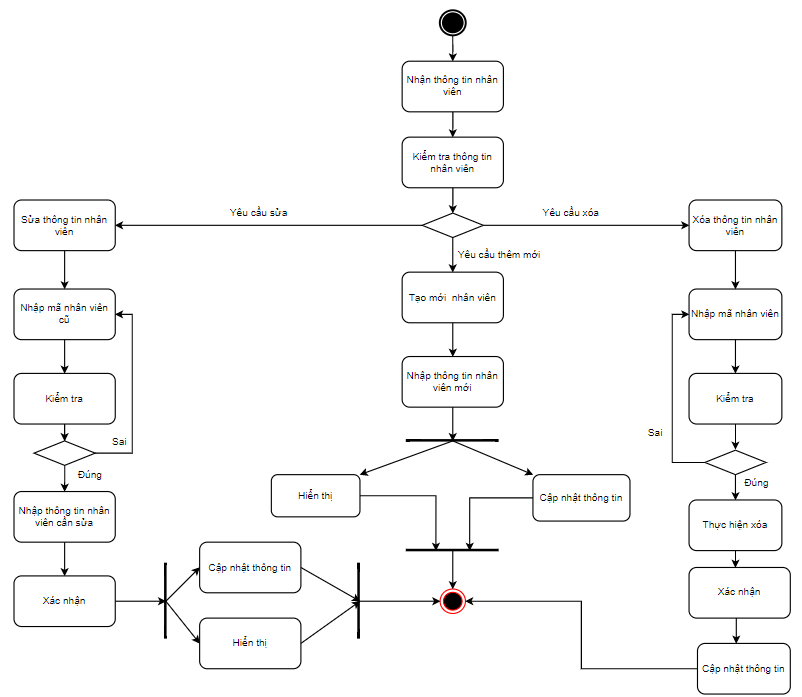 Nhận thông tin nhân
viên
Kiểm tra thông tin
nhân viên
Yêu cầu sửa
Yêu cầu xóa
Sửa thông tin nhân
viên
Xóa thông tin nhân
viên
Yêu cầu thêm mới
Tạo mới nhân viên
Nhập mã nhân viên
cũ
Nhập mã nhân viên
Nhập thông tin nhân
viên mới
Kiểm tra
Kiểm tra
Sai
Sai
Đúng
Đúng
Hiển thị
Cập nhật thông tin
Nhập thông tin nhân
viên cần sửa
Thực hiện xóa
Cập nhật thông tin
Xác nhận
Xác nhận
Hiển thị
Cập nhật thông tin